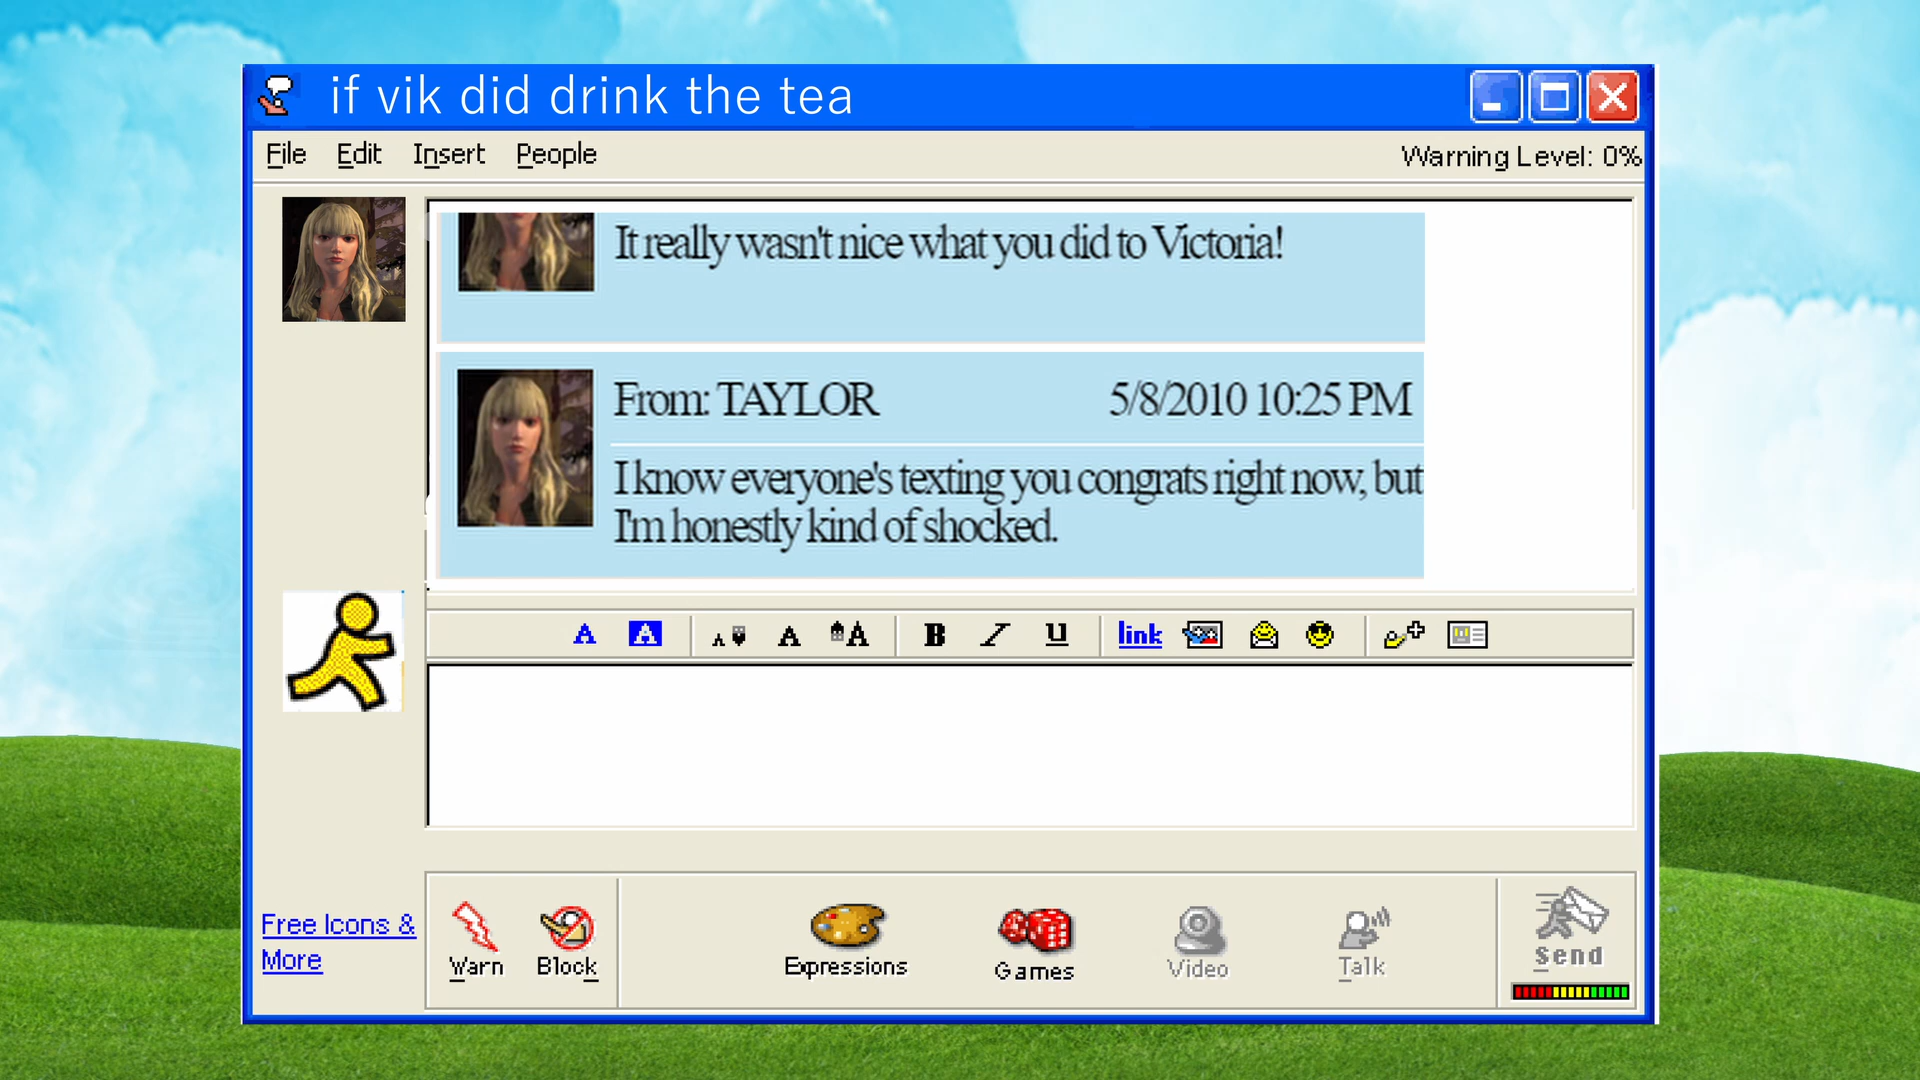 if vik did drink the tea
File Edit Insert People
Warning Level: 0%
It really wasn't nice what you did to Victoria!
From: TAYLOR 5/8/2010 10:25 PM
I know everyone's texting you congrats right now, but
I'm honestly kind of shocked.
A A A A A B I U link
Free Icons &
More
Warn Block Expressions Games Video Talk Send